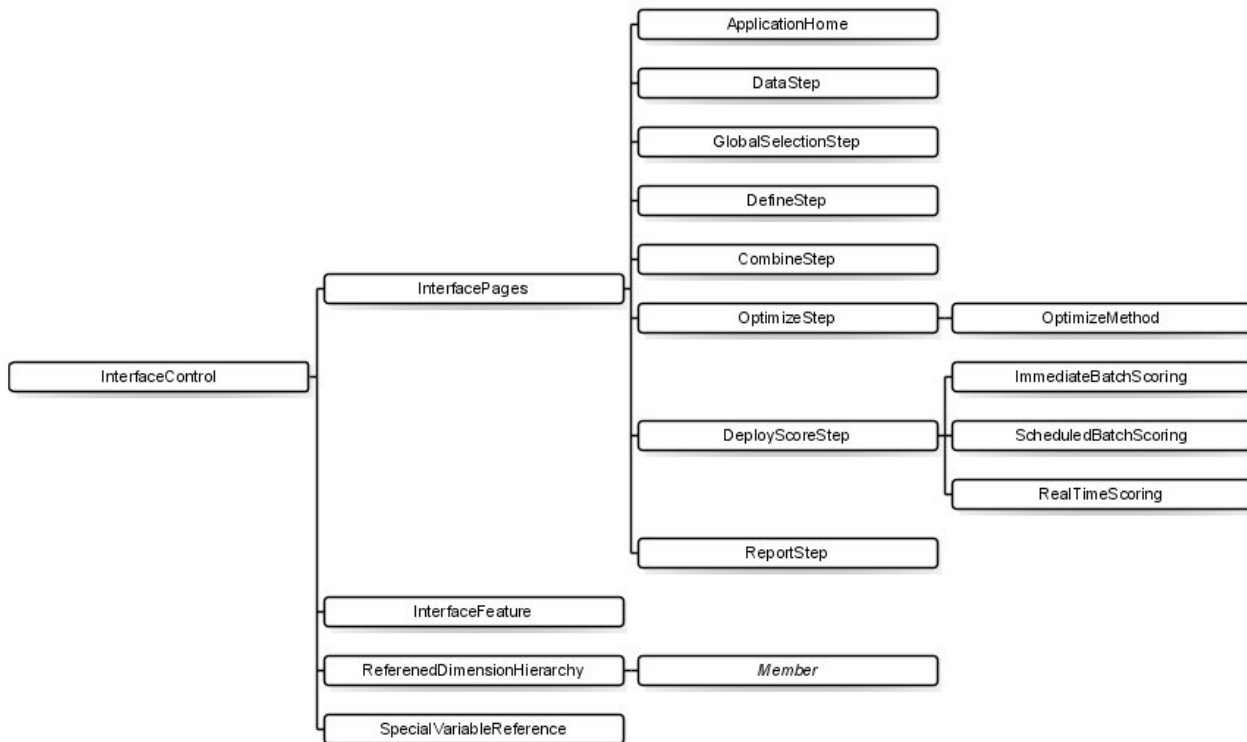 ApplicationHome
DataStep
GlobalSelectionStep
DefineStep
CombineStep
InterfacePages
OptimizeStep
OptimizeMethod
InterfaceControl
ImmediateBatchScoring
DeployScoreStep
ScheduledBatchScoring
RealTimeScoring
ReportStep
InterfaceFeature
ReferenedDimensionHierarchy
Member
SpecialVariableReference